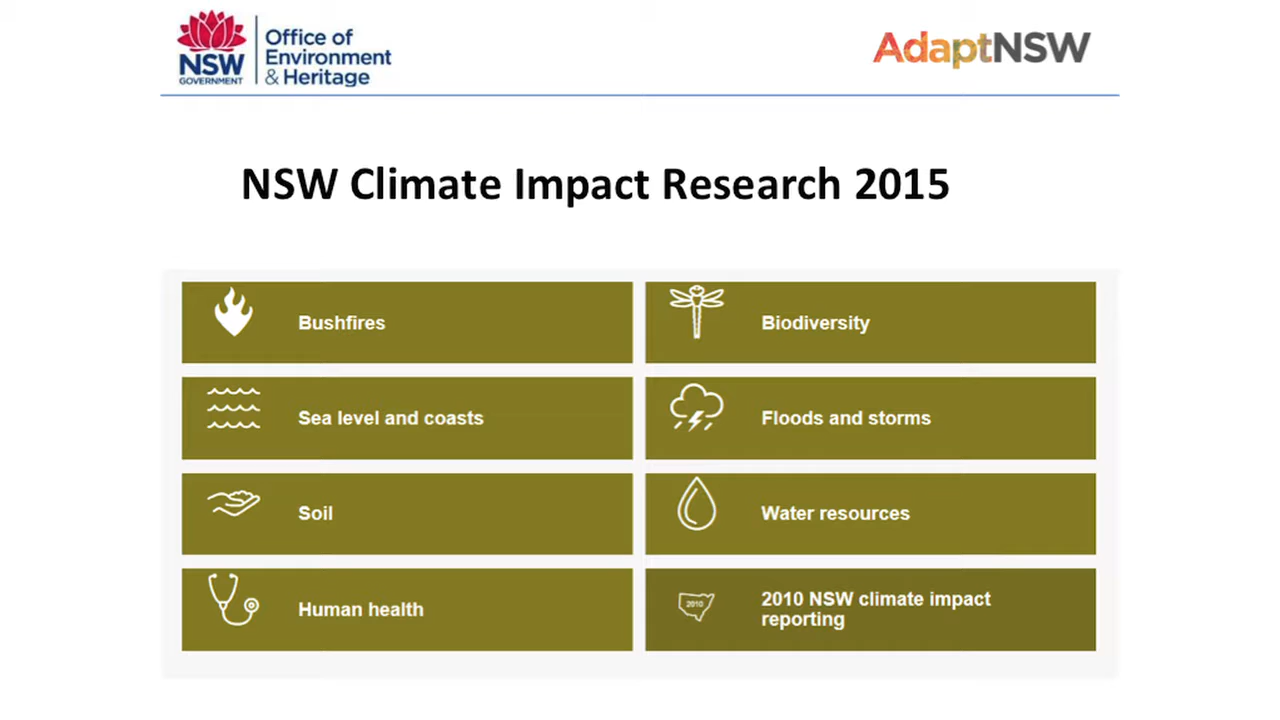 NSW
GOVERNMENT
Office of
Environment
& Heritage
AdaptNSW
NSW Climate Impact Research 2015
Bushfires
Biodiversity
Sea level and coasts
Floods and storms
Soil
Water resources
Human health
2010
2010 NSW climate impact
reporting